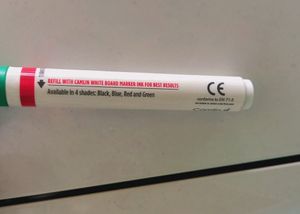 REFILL WITH CAMLIN WHITE BOARD MARKER INK FOR BEST RESULTS
Available in 4 shades: Black, Blue, Red and Green
CE
conforms to EN 71-3